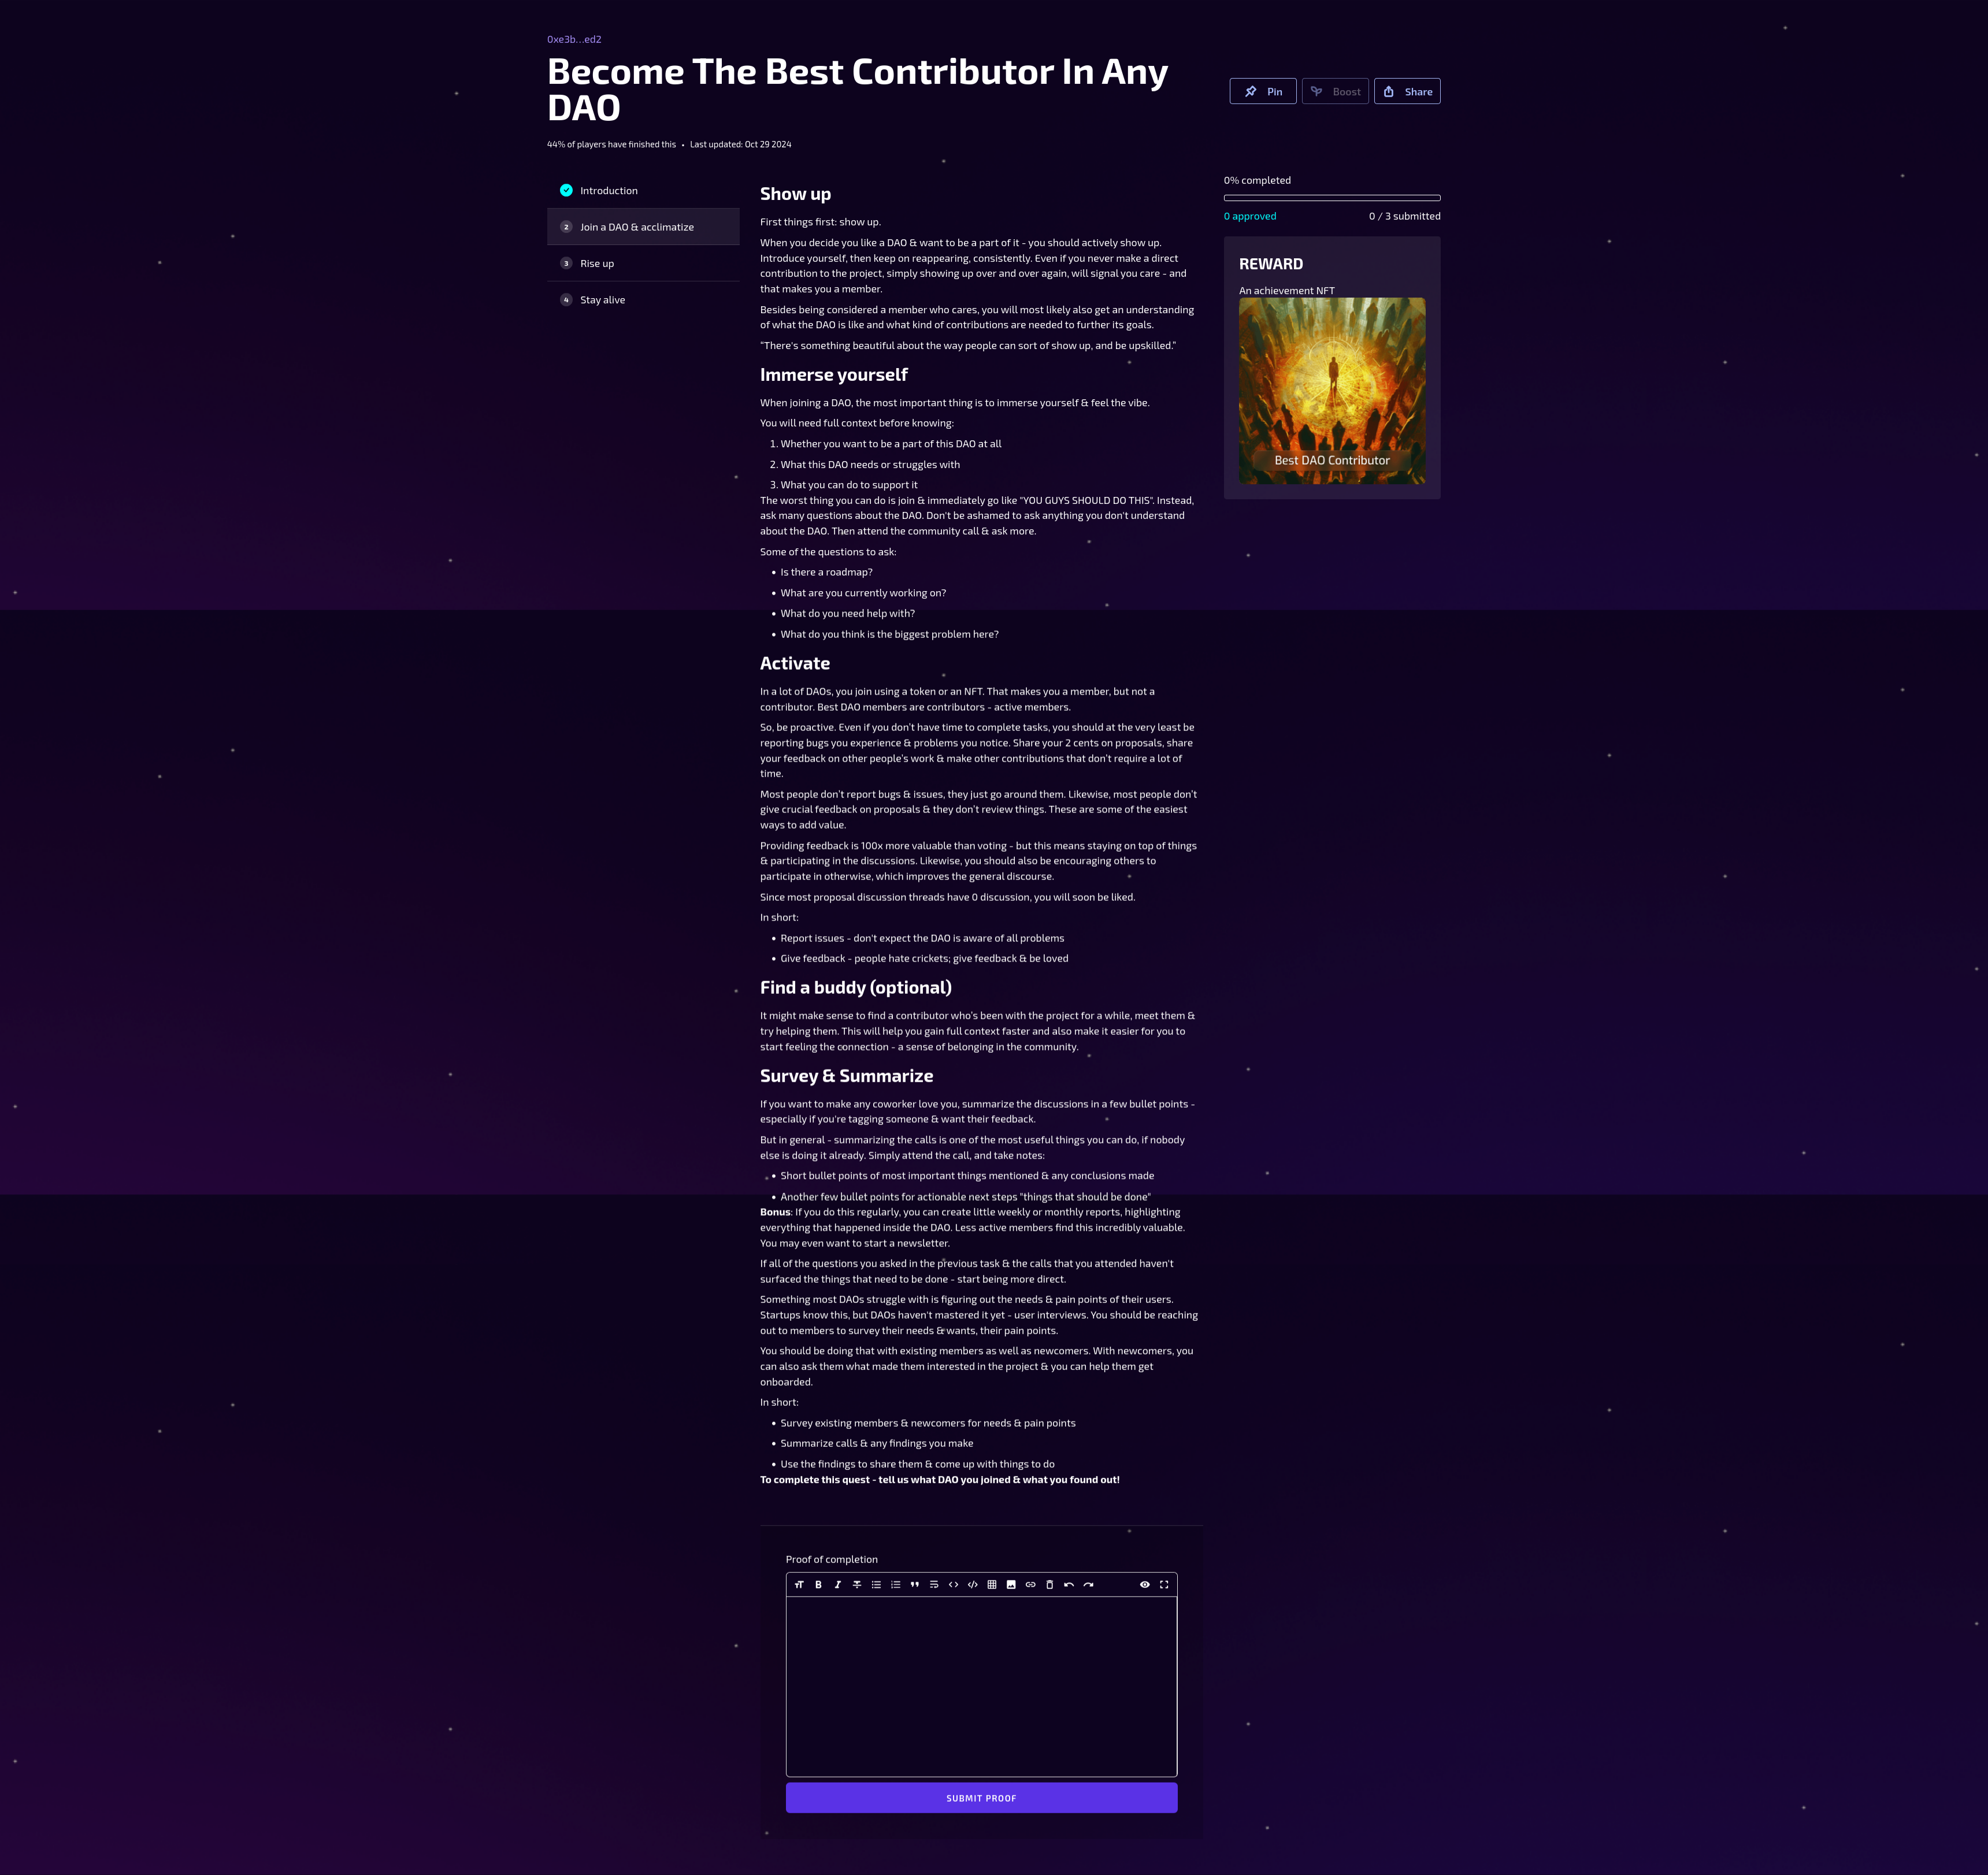 0xe3b...ed2
Become The Best Contributor In Any
DAO
44% of players have finished this • Last updated: Oct 29 2024
Pin
Boost
Share
Introduction
2 Join a DAO & acclimatize
3 Rise up
4 Stay alive
Show up
First things first: show up.
When you decide you like a DAO & want to be a part of it - you should actively show up.
Introduce yourself, then keep on reappearing, consistently. Even if you never make a direct
contribution to the project, simply showing up over and over again, will signal you care - and
that makes you a member.
Besides being considered a member who cares, you will most likely also get an understanding
of what the DAO is like and what kind of contributions are needed to further its goals.
“There's something beautiful about the way people can sort of show up, and be upskilled.”
Immerse yourself
When joining a DAO, the most important thing is to immerse yourself & feel the vibe.
You will need full context before knowing:
1. Whether you want to be a part of this DAO at all
2. What this DAO needs or struggles with
3. What you can do to support it
The worst thing you can do is join & immediately go like "YOU GUYS SHOULD DO THIS". Instead,
ask many questions about the DAO. Don't be ashamed to ask anything you don't understand
about the DAO. Then attend the community call & ask more.
Some of the questions to ask:
• Is there a roadmap?
• What are you currently working on?
• What do you need help with?
• What do you think is the biggest problem here?
Activate
In a lot of DAOs, you join using a token or an NFT. That makes you a member, but not a
contributor. Best DAO members are contributors - active members.
So, be proactive. Even if you don't have time to complete tasks, you should at the very least be
reporting bugs you experience & problems you notice. Share your 2 cents on proposals, share
your feedback on other people's work & make other contributions that don't require a lot of
time.
Most people don't report bugs & issues, they just go around them. Likewise, most people don't
give crucial feedback on proposals & they don't review things. These are some of the easiest
ways to add value.
Providing feedback is 100x more valuable than voting - but this means staying on top of things
& participating in the discussions. Likewise, you should also be encouraging others to
participate in otherwise, which improves the general discourse.
Since most proposal discussion threads have 0 discussion, you will soon be liked.
In short:
• Report issues - don't expect the DAO is aware of all problems
• Give feedback - people hate crickets; give feedback & be loved
Find a buddy (optional)
It might make sense to find a contributor who's been with the project for a while, meet them &
try helping them. This will help you gain full context faster and also make it easier for you to
start feeling the connection - a sense of belonging in the community.
Survey & Summarize
If you want to make any coworker love you, summarize the discussions in a few bullet points -
especially if you're tagging someone & want their feedback.
But in general - summarizing the calls is one of the most useful things you can do, if nobody
else is doing it already. Simply attend the call, and take notes:
• Short bullet points of most important things mentioned & any conclusions made
• Another few bullet points for actionable next steps "things that should be done"
Bonus: If you do this regularly, you can create little weekly or monthly reports, highlighting
everything that happened inside the DAO. Less active members find this incredibly valuable.
You may even want to start a newsletter.
If all of the questions you asked in the previous task & the calls that you attended haven't
surfaced the things that need to be done - start being more direct.
Something most DAOs struggle with is figuring out the needs & pain points of their users.
Startups know this, but DAOs haven't mastered it yet - user interviews. You should be reaching
out to members to survey their needs & wants, their pain points.
You should be doing that with existing members as well as newcomers. With newcomers, you
can also ask them what made them interested in the project & you can help them get
onboarded.
In short:
• Survey existing members & newcomers for needs & pain points
• Summarize calls & any findings you make
• Use the findings to share them & come up with things to do
To complete this quest - tell us what DAO you joined & what you found out!
Proof of completion
SUBMIT PROOF
0% completed
0 approved
0 / 3 submitted
REWARD
An achievement NFT
Best DAO Contributor